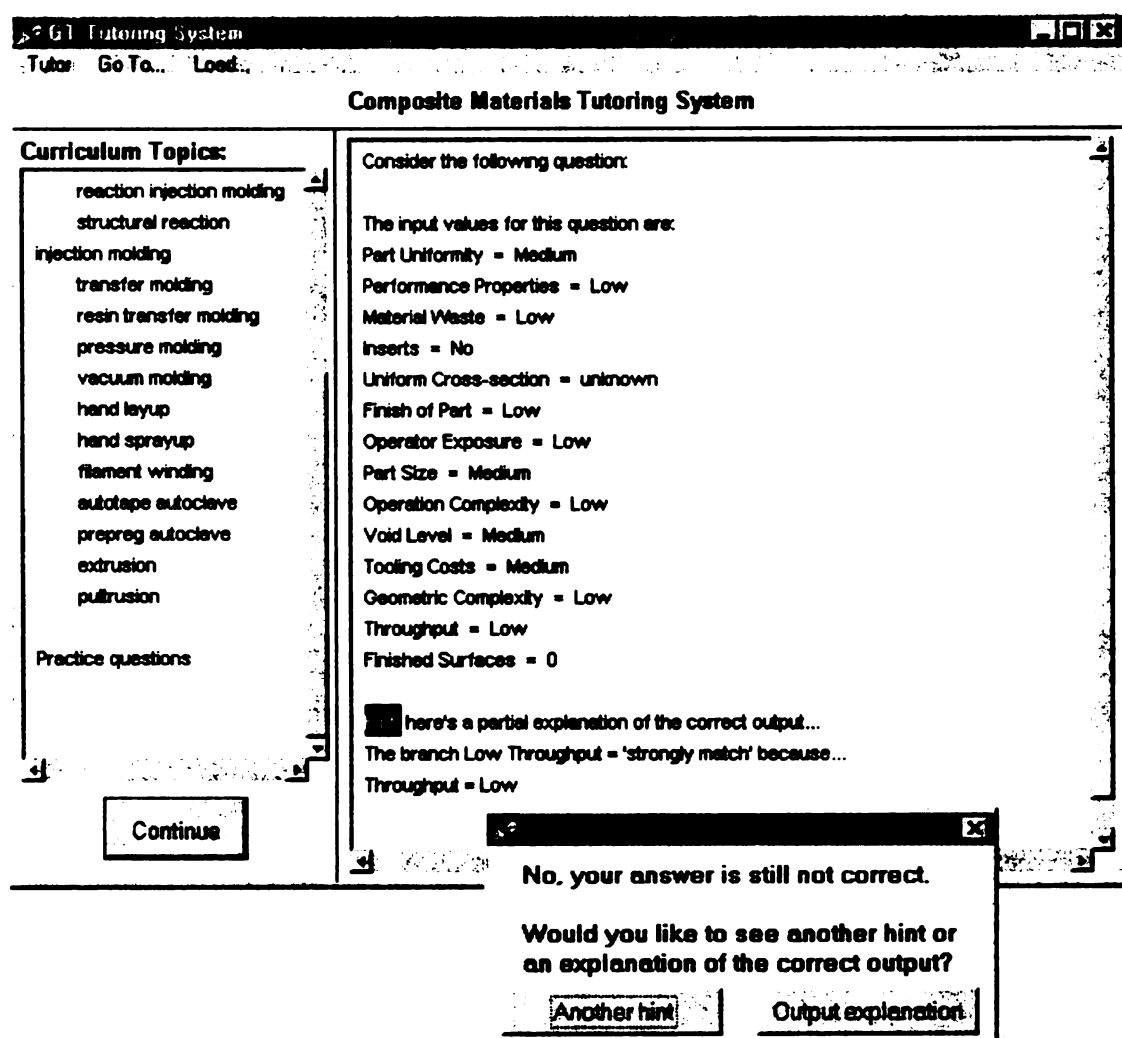 GT Tutoring System
Tutor Go To... Load...
Composite Materials Tutoring System
Curriculum Topics:
reaction injection molding
structural reaction
injection molding
transfer molding
resin transfer molding
pressure molding
vacuum molding
hand layup
hand sprayup
filament winding
autotape autoclave
prepreg autoclave
extrusion
pultrusion
Practice questions
Continue
Consider the following question:
The input values for this question are:
Part Uniformity = Medium
Performance Properties = Low
Material Waste = Low
Inserts = No
Uniform Cross-section = unknown
Finish of Part = Low
Operator Exposure = Low
Part Size = Medium
Operation Complexity = Low
Void Level = Medium
Tooling Costs = Medium
Geometric Complexity = Low
Throughput = Low
Finished Surfaces = 0
here's a partial explanation of the correct output...
The branch Low Throughput = 'strongly match' because...
Throughput = Low
No, your answer is still not correct.
Would you like to see another hint or
an explanation of the correct output?
Another hint Output explanation